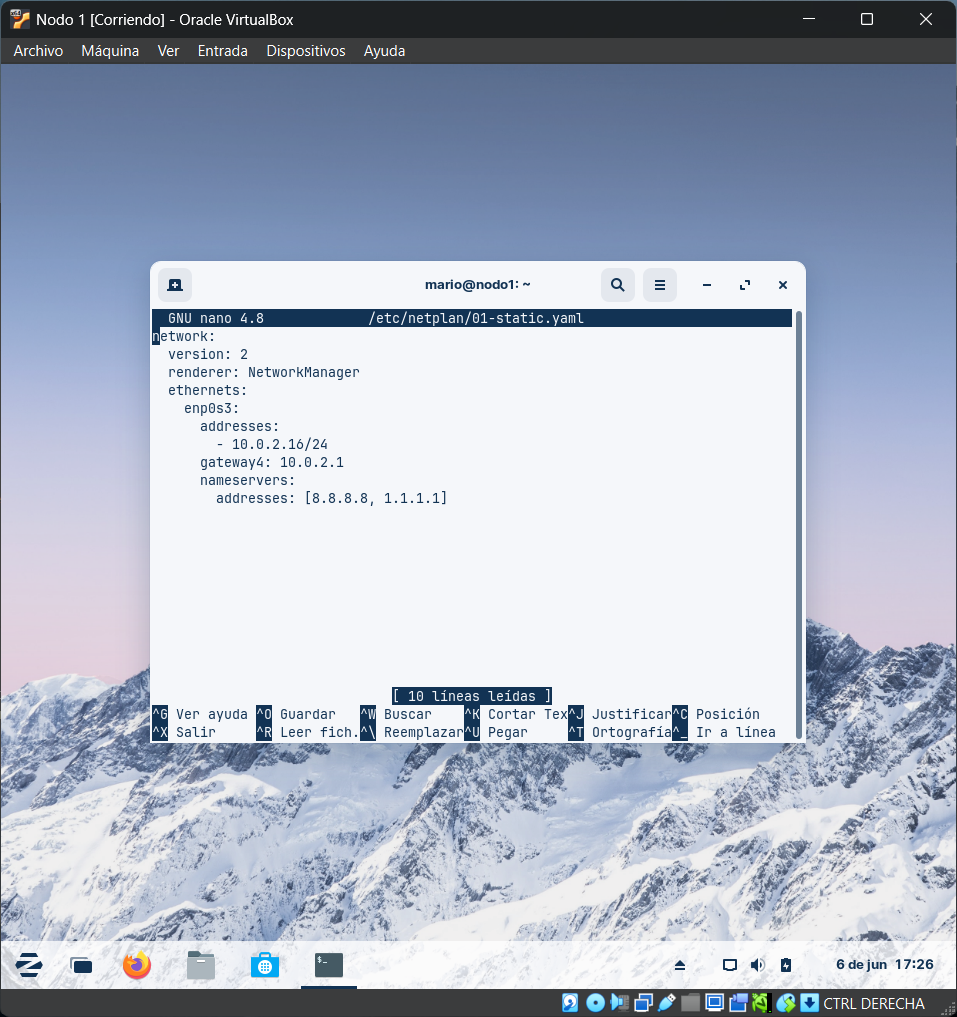 Nodo 1 [Corriendo] - Oracle VirtualBox
Archivo Máquina Ver Entrada Dispositivos Ayuda
mario@nodo1: ~
GNU nano 4.8 /etc/netplan/01-static.yaml
network:
  version: 2
  renderer: NetworkManager
  ethernets:
    enp0s3:
      addresses:
        - 10.0.2.16/24
      gateway4: 10.0.2.1
      nameservers:
        addresses: [8.8.8.8, 1.1.1.1]
[ 10 líneas leídas ]
^G Ver ayuda ^O Guardar ^W Buscar ^K Cortar Tex^J Justificar^C Posición
^X Salir ^R Leer fich.^\ Reemplazar^U Pegar ^T Ortografía^_ Ir a línea
6 de jun 17:26
CTRL DERECHA